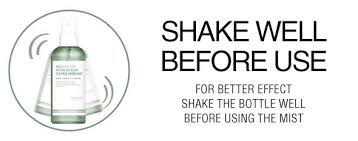 SHAKE WELL
BEFORE USE
FOR BETTER EFFECT
SHAKE THE BOTTLE WELL
BEFORE USING THE MIST